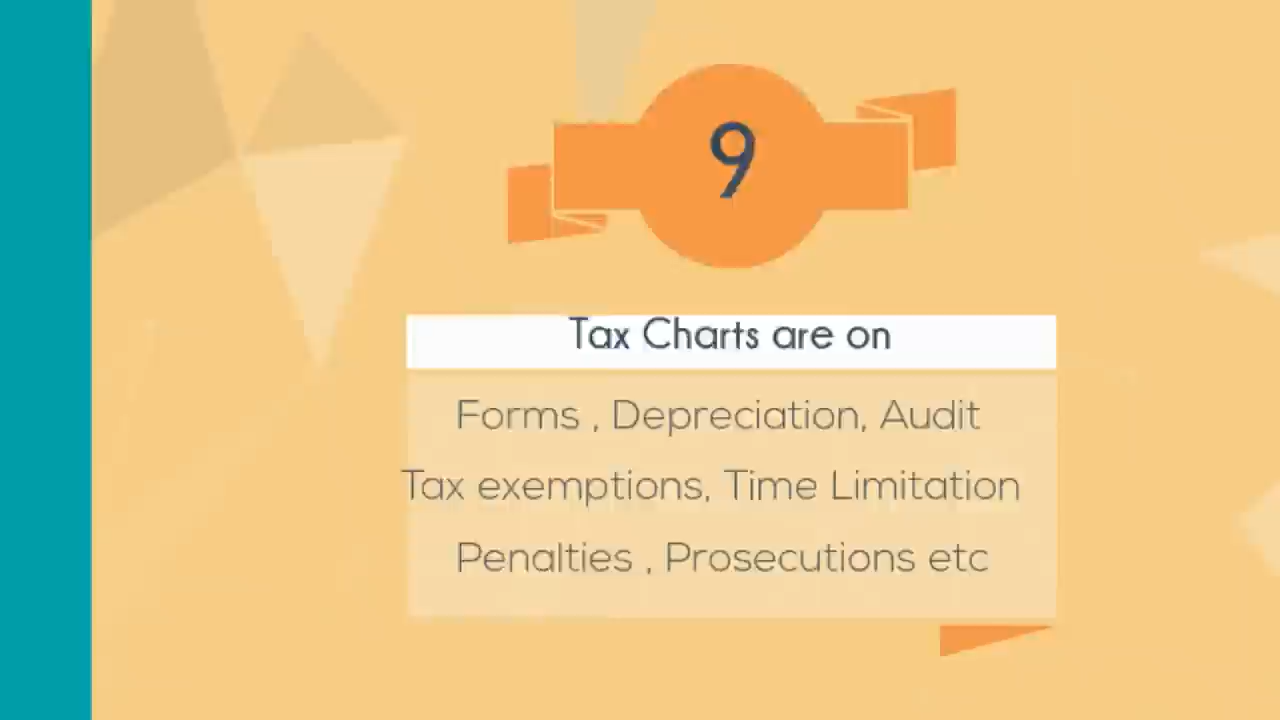 9
Tax Charts are on
Forms , Depreciation, Audit
Tax exemptions, Time Limitation
Penalties , Prosecutions etc